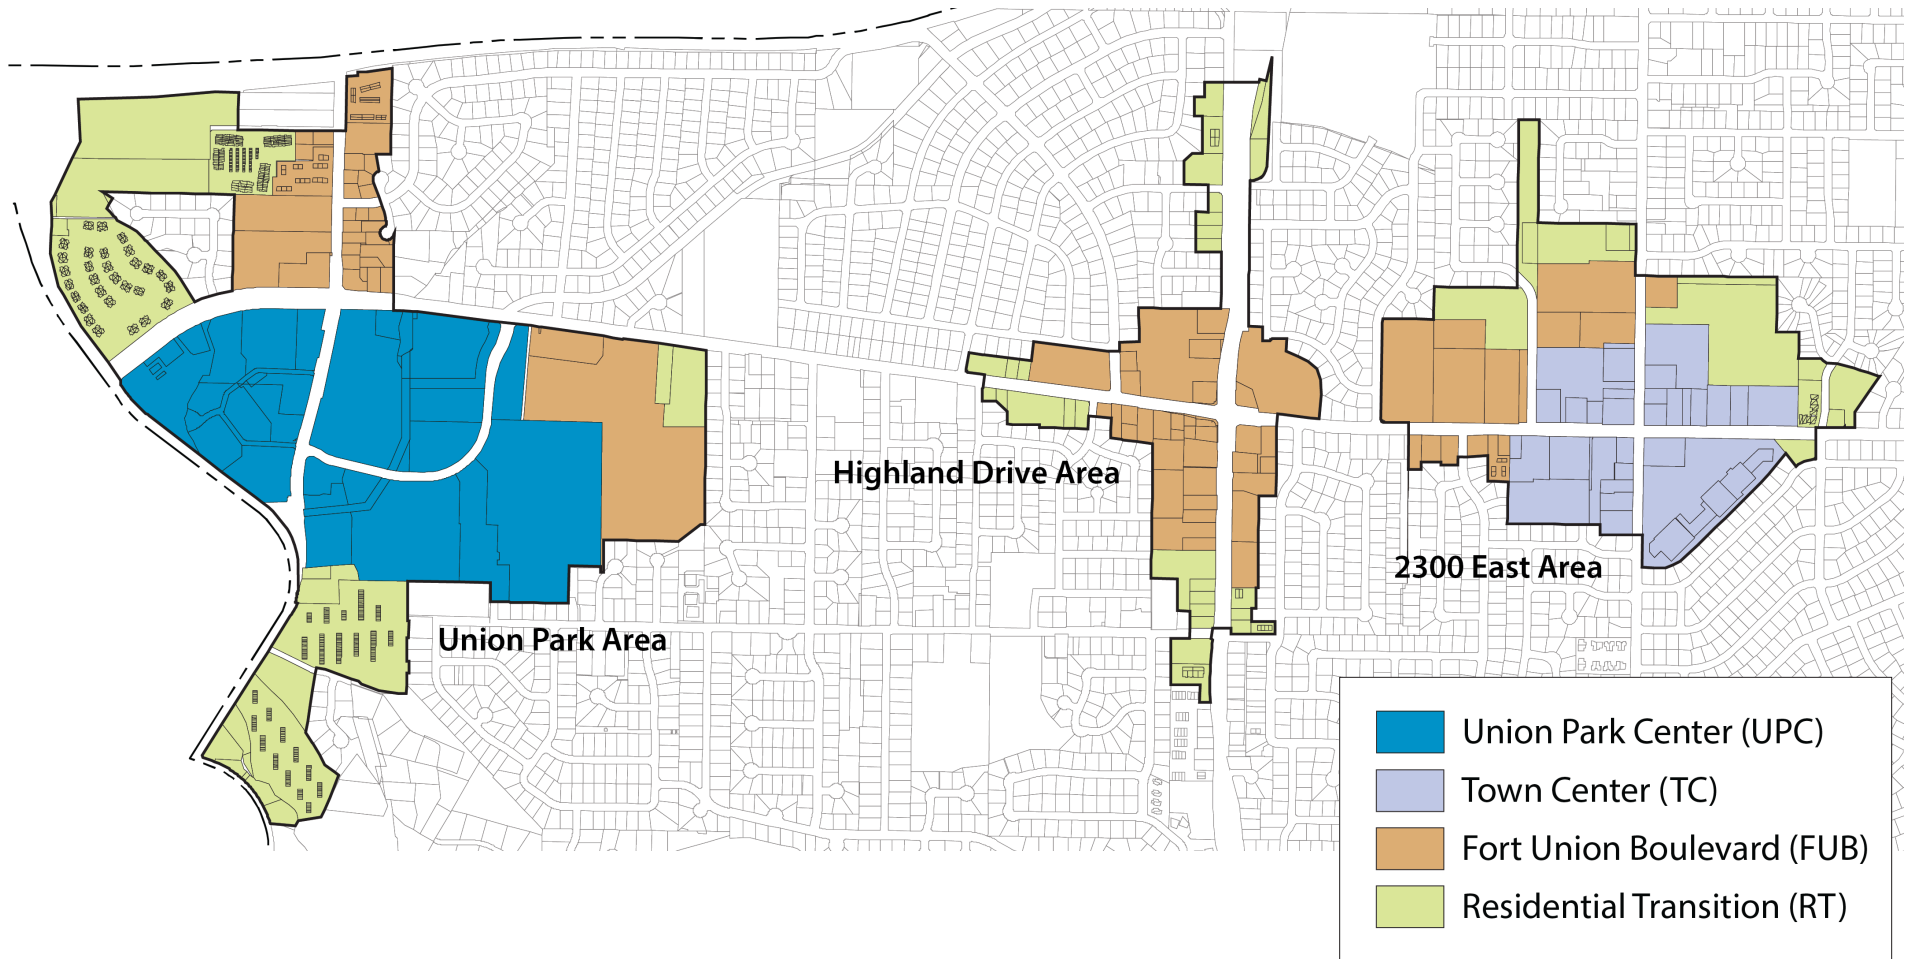 Highland Drive Area
2300 East Area
Union Park Area
Union Park Center (UPC)
Town Center (TC)
Fort Union Boulevard (FUB)
Residential Transition (RT)